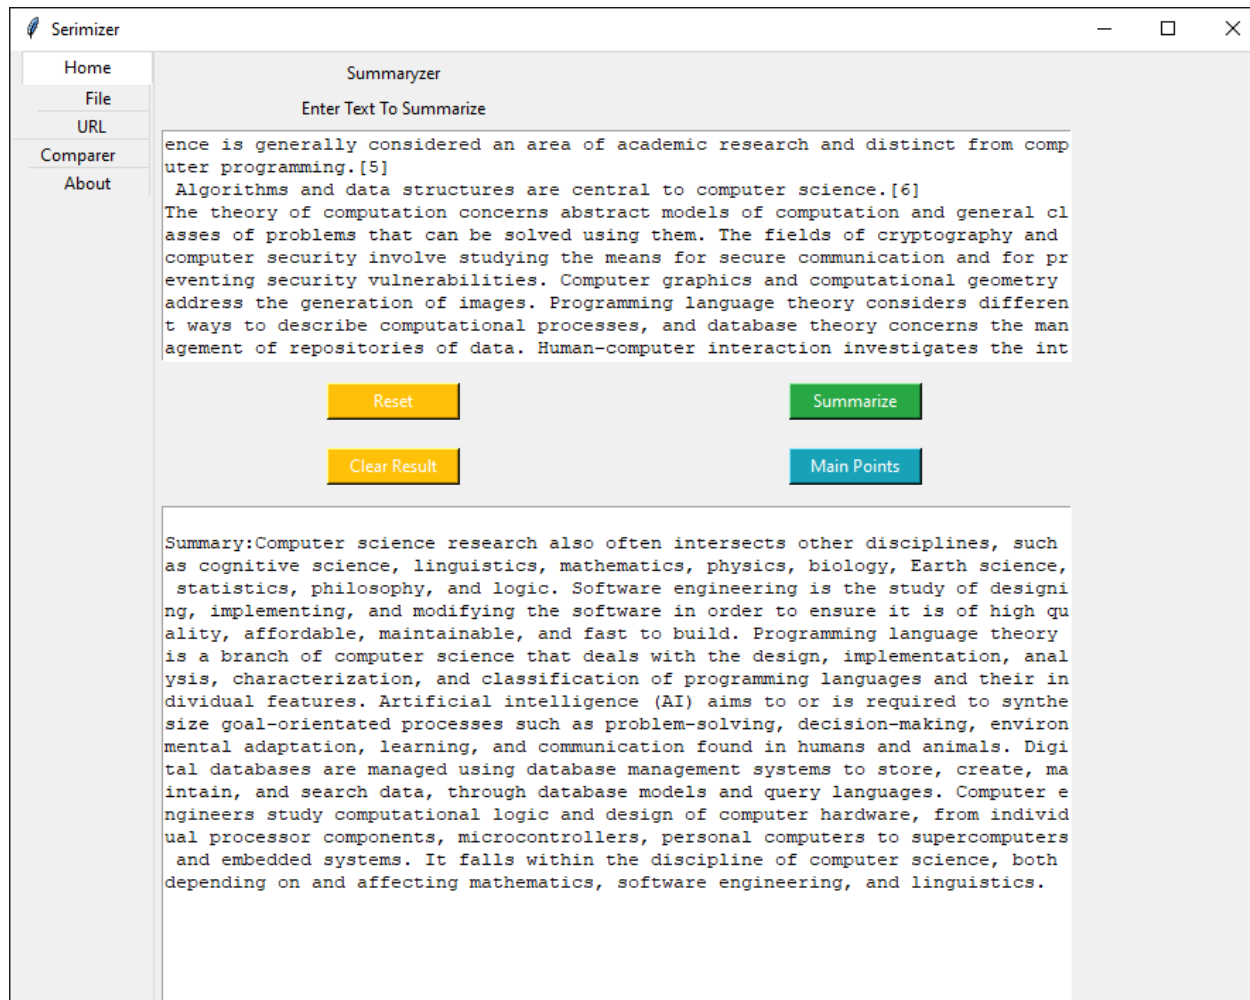 Serimizer
Home
File
URL
Comparer
About
Summaryzer
Enter Text To Summarize
ence is generally considered an area of academic research and distinct from comp
uter programming.[5]
Algorithms and data structures are central to computer science.[6]
The theory of computation concerns abstract models of computation and general cl
asses of problems that can be solved using them. The fields of cryptography and
computer security involve studying the means for secure communication and for pr
eventing security vulnerabilities. Computer graphics and computational geometry
address the generation of images. Programming language theory considers differen
t ways to describe computational processes, and database theory concerns the man
agement of repositories of data. Human-computer interaction investigates the int
Reset
Summarize
Clear Result
Main Points
Summary:Computer science research also often intersects other disciplines, such
as cognitive science, linguistics, mathematics, physics, biology, Earth science,
statistics, philosophy, and logic. Software engineering is the study of designi
ng, implementing, and modifying the software in order to ensure it is of high qu
ality, affordable, maintainable, and fast to build. Programming language theory
is a branch of computer science that deals with the design, implementation, anal
ysis, characterization, and classification of programming languages and their in
dividual features. Artificial intelligence (AI) aims to or is required to synthe
size goal-orientated processes such as problem-solving, decision-making, environ
mental adaptation, learning, and communication found in humans and animals. Digi
tal databases are managed using database management systems to store, create, ma
intain, and search data, through database models and query languages. Computer e
ngineers study computational logic and design of computer hardware, from individ
ual processor components, microcontrollers, personal computers to supercomputers
and embedded systems. It falls within the discipline of computer science, both
depending on and affecting mathematics, software engineering, and linguistics.